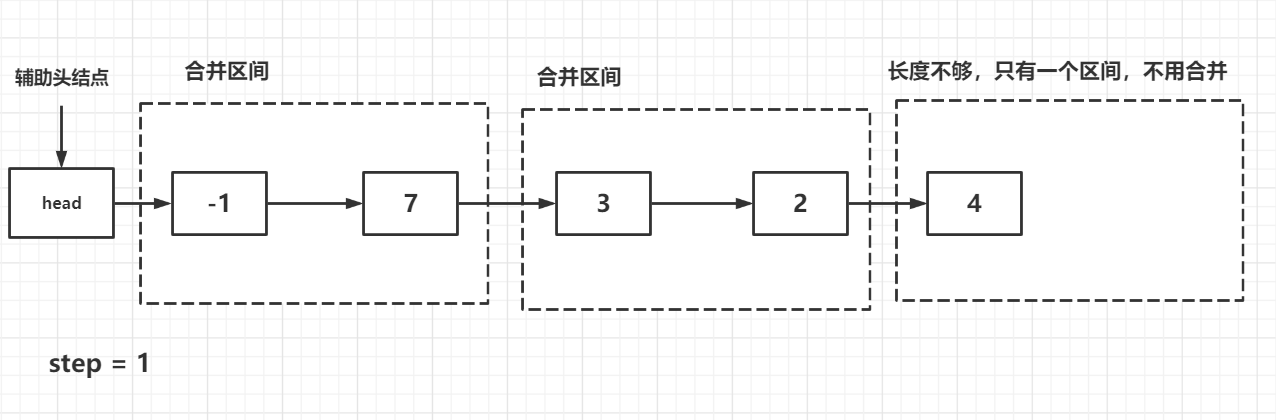 辅助头结点
合并区间
合并区间
长度不够，只有一个区间，不用合并
head
-1
7
3
2
4
step = 1